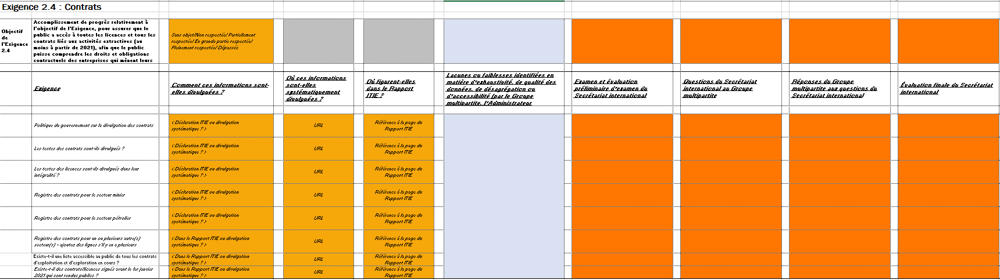 Exigence 2.4 : Contrats
Objectif
de
l'Exigence
2.4
Accomplissement de progrès relativement à
l'objectif de l'Exigence, pour assurer que le
public a accès à toutes les licences et tous les
contrats liés aux activités extractives (au
moins à partir de 2021), afin que le public
puisse comprendre les droits et obligations
contractuels des entreprises qui mènent leurs
Sans objet/Non respectée/ Partiellement
respectée/ En grande partie respectée/
Pleinement respectée/ Dépassée
Exigence
Comment ces informations sont-
elles divulguées ?
Où ces informations
sont-elles
systématiquement
divulguées ?
Où figurent-elles
dans le Rapport
ITIE ?
Lacunes ou faiblesses identifiées en
matière d'exhaustivité, de qualité des
données, de désagrégation ou
d'accessibilité (par le Groupe
multipartite, l'Administrateur
Examen et évaluation
préliminaire d'examen du
Secrétariat international
Questions du Secrétariat
international au Groupe
multipartite
Réponses du Groupe
multipartite aux questions du
Secrétariat international
Évaluation finale du Secrétariat
international
Politique du gouvernement sur la divulgation des contrats
< Déclaration ITIE ou divulgation
systématique ? >
URL
Référence à la page du
Rapport ITIE
Les textes des contrats sont-ils divulgués ?
< Déclaration ITIE ou divulgation
systématique ? >
URL
Référence à la page du
Rapport ITIE
Les textes des licences sont-ils divulgués dans leur
intégralité ?
< Déclaration ITIE ou divulgation
systématique ? >
URL
Référence à la page du
Rapport ITIE
Registre des contrats pour le secteur minier
< Déclaration ITIE ou divulgation
systématique ? >
URL
Référence à la page du
Rapport ITIE
Registre des contrats pour le secteur pétrolier
< Déclaration ITIE ou divulgation
systématique ? >
URL
Référence à la page du
Rapport ITIE
Registre des contrats pour un ou plusieurs autre(s)
secteur(s) - ajoutez des lignes s'il y en a plusieurs
< Dans le Rapport ITIE ou divulgation
systématique ? >
URL
Référence à la page du
Rapport ITIE
Existe-t-il une liste accessible au public de tous les contrats
d'exploitation et d'exploration en cours ?
< Dans le Rapport ITIE ou divulgation
systématique ? >
URL
Référence à la page du
Rapport ITIE
Existe-t-il des contrats/licences signés avant le 1er janvier
2021 qui sont rendus publics ?
< Dans le Rapport ITIE ou divulgation
systématique ? >
URL
Référence à la page du
Rapport ITIE